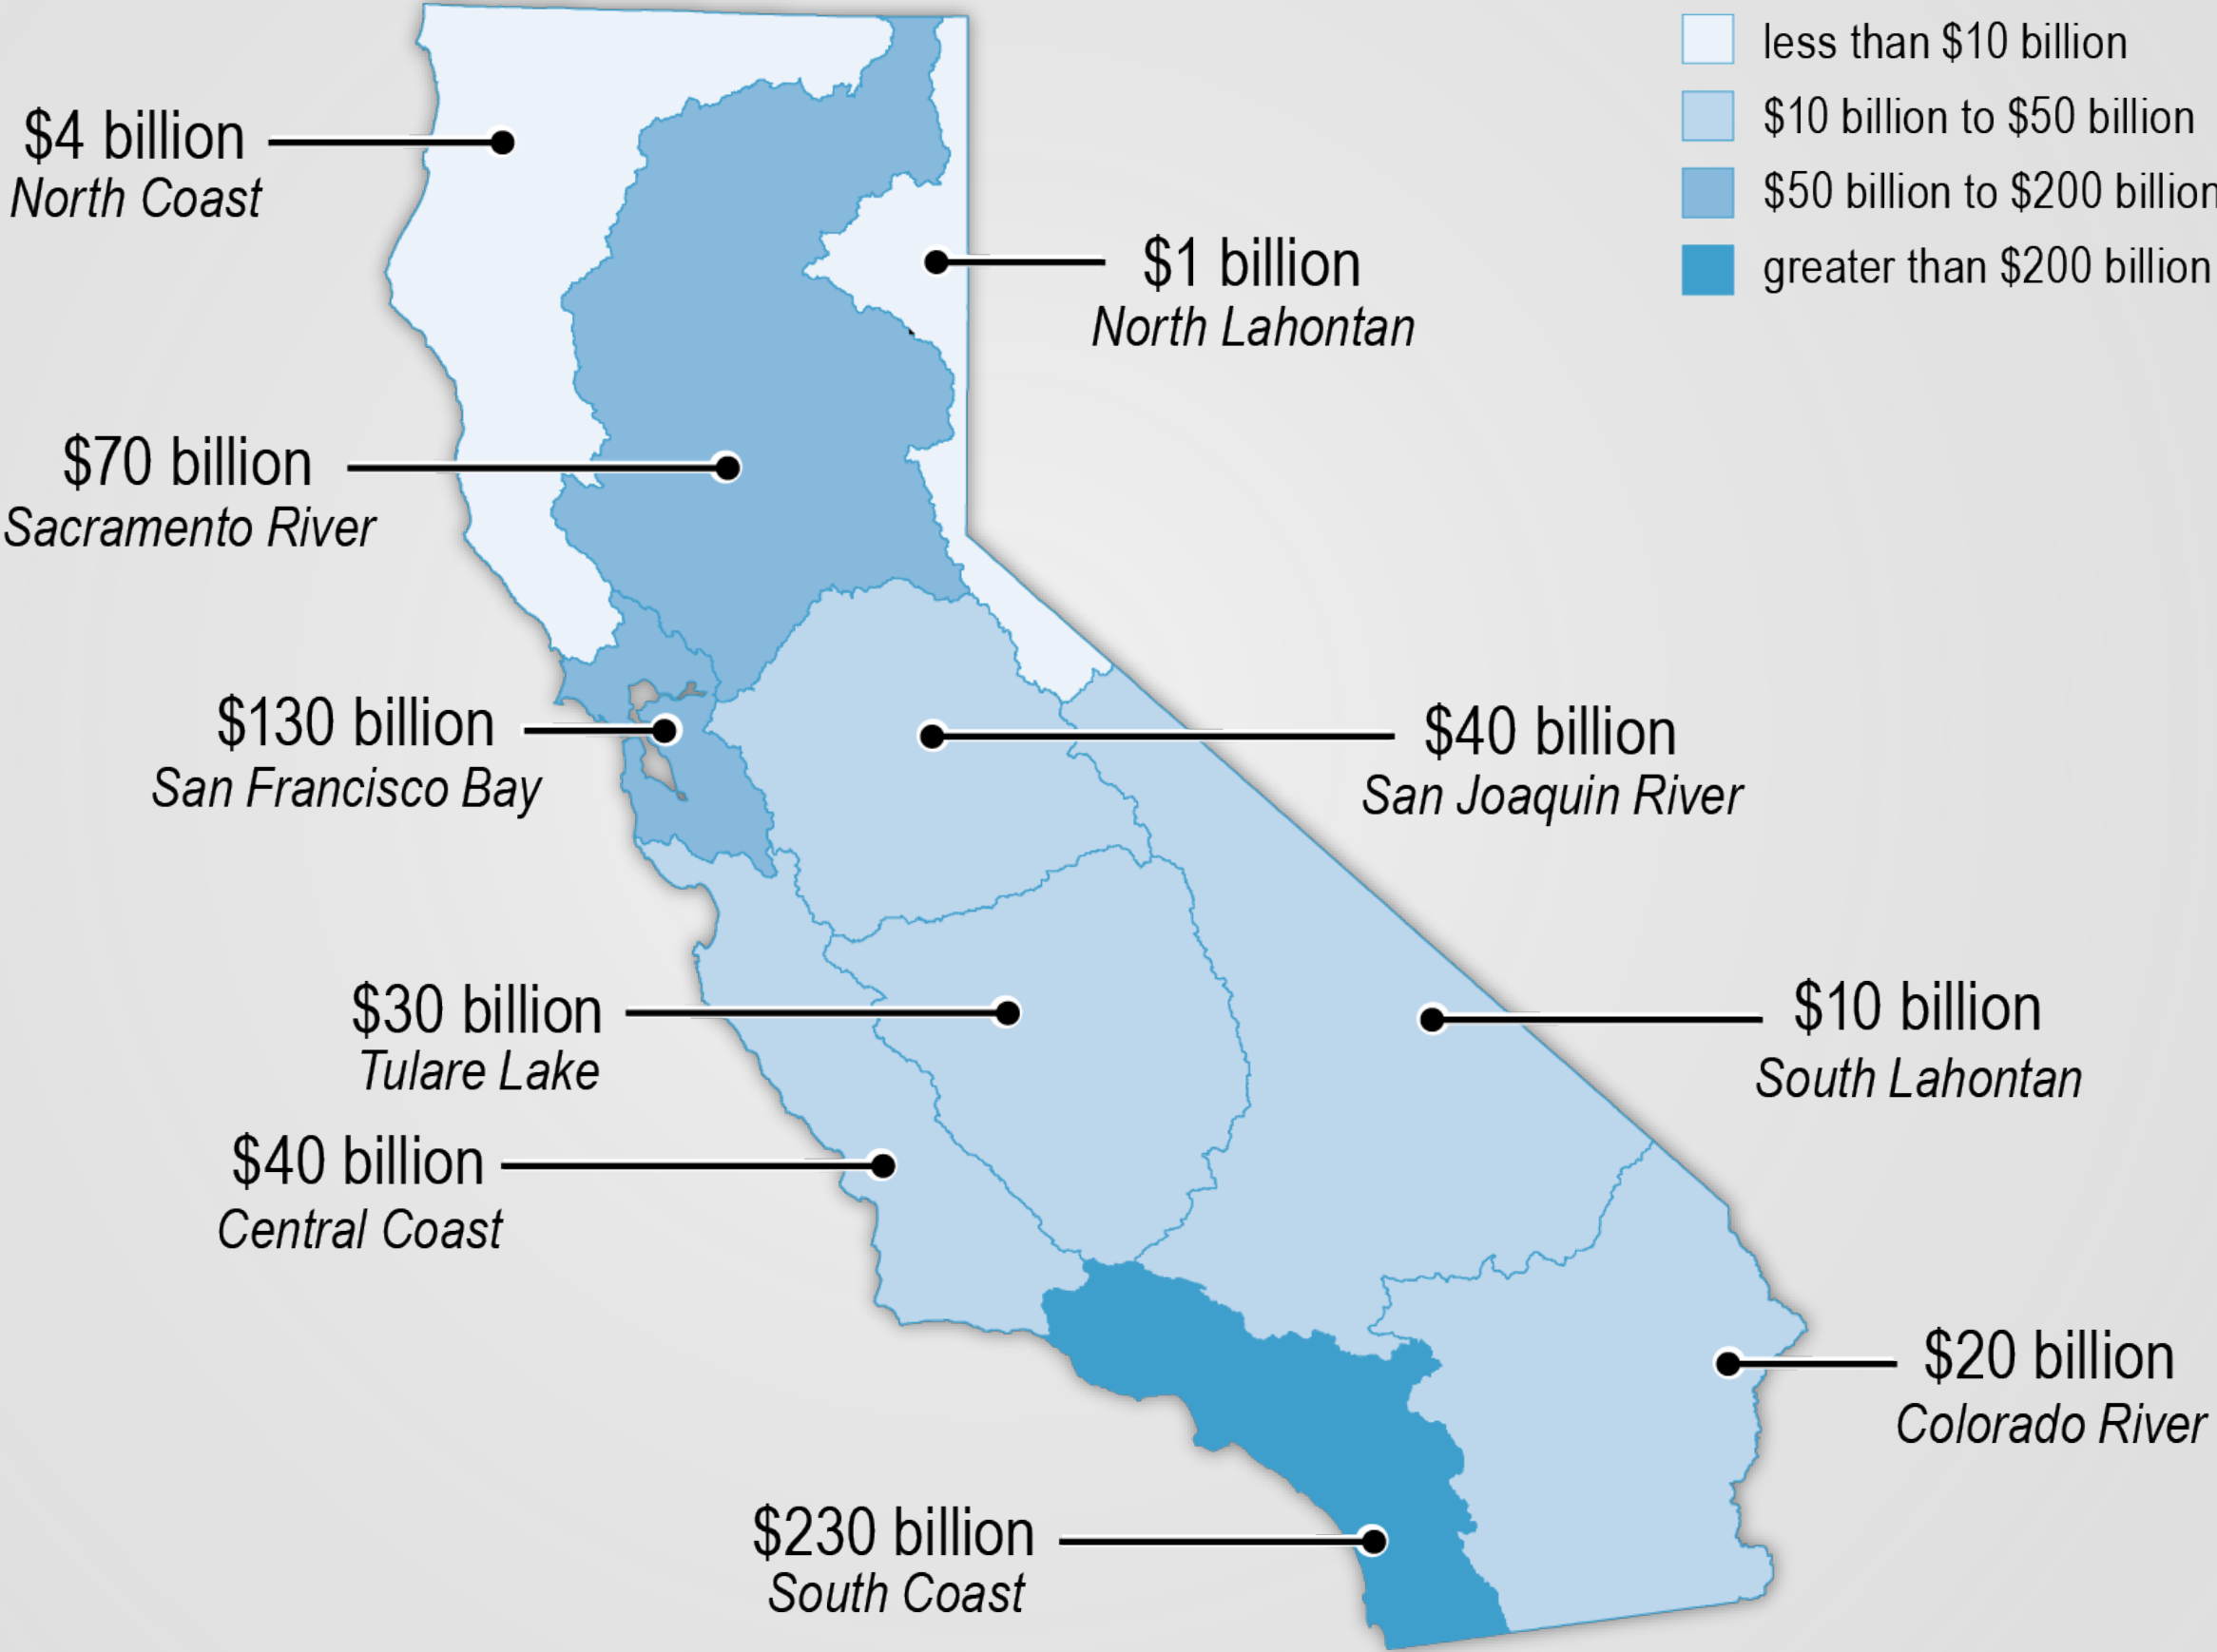 less than $10 billion
$10 billion to $50 billion
$50 billion to $200 billion
greater than $200 billion
$4 billion
North Coast
$1 billion
North Lahontan
$70 billion
Sacramento River
$130 billion
San Francisco Bay
$40 billion
San Joaquin River
$30 billion
Tulare Lake
$10 billion
South Lahontan
$40 billion
Central Coast
$20 billion
Colorado River
$230 billion
South Coast